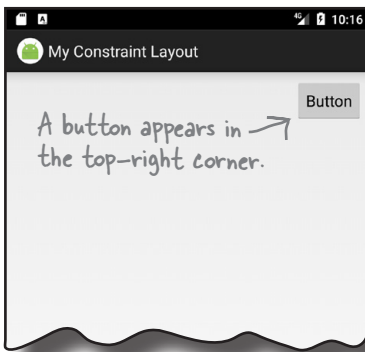 4G 10:16
A
My Constraint Layout
Button
A button appears in
the top-right corner.